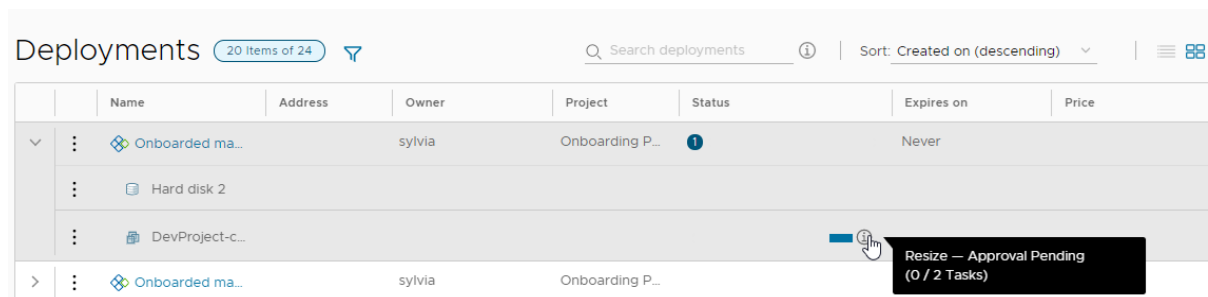 Deployments 20 Items of 24 Search deployments Sort: Created on (descending)
Name Address Owner Project Status Expires on Price
Onboarded ma... sylvia Onboarding P... 1 Never
Hard disk 2
DevProject-c...
Resize — Approval Pending
(0 / 2 Tasks)
Onboarded ma... sylvia Onboarding P...